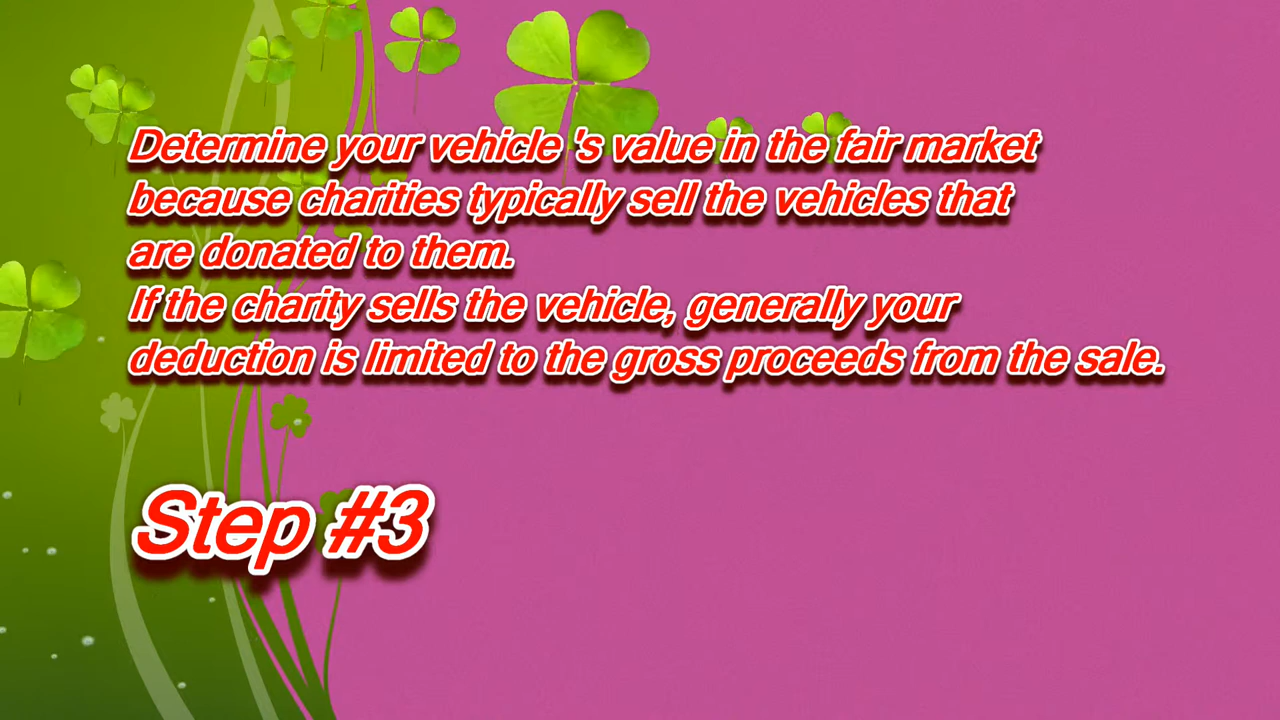 Determine your vehicle 's value in the fair market
because charities typically sell the vehicles that
are donated to them.
If the charity sells the vehicle, generally your
deduction is limited to the gross proceeds from the sale.
Step #3